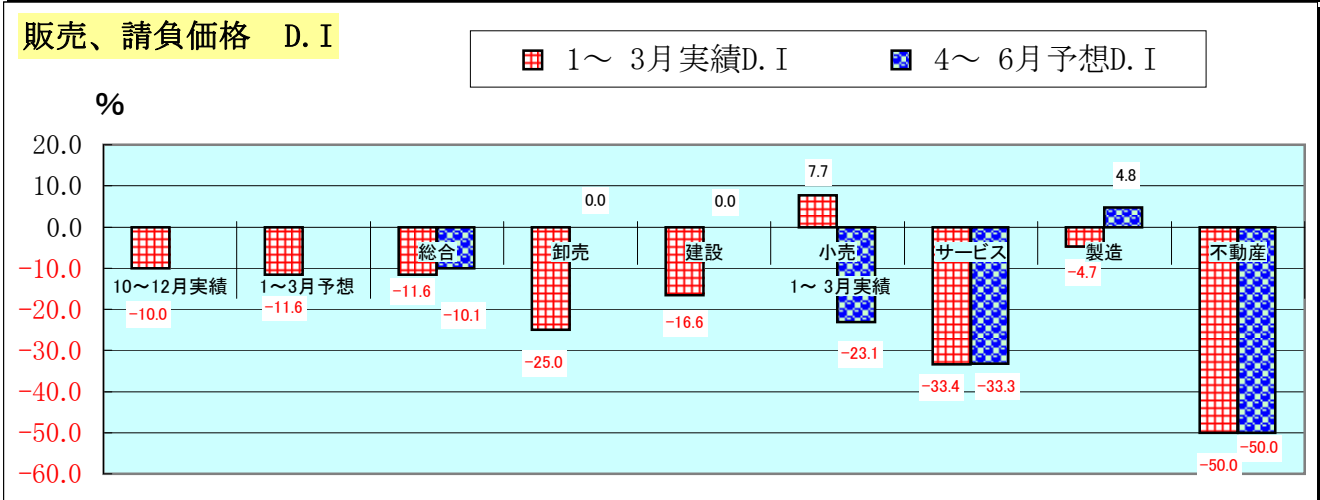 販売、請負価格　D.I
1～ 3月実績D.I
4～ 6月予想D.I
%
20.0
10.0
0.0
-10.0
-20.0
-30.0
-40.0
-50.0
-60.0
7.7
4.8
0.0
0.0
総合
卸売
建設
小売
サービス
製造
不動産
10～12月実績
1～3月予想
1～ 3月実績
-10.0
-11.6
-11.6
-10.1
-25.0
-16.6
-23.1
-33.4
-33.3
-4.7
-50.0
-50.0